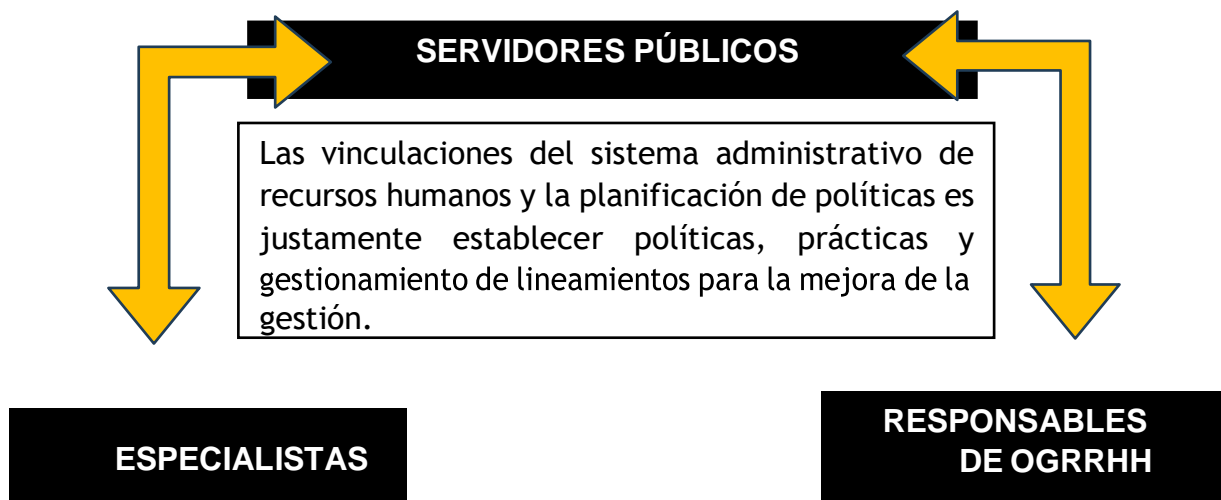 SERVIDORES PÚBLICOS
Las vinculaciones del sistema administrativo de
recursos humanos y la planificación de políticas es
justamente establecer políticas, prácticas y
gestionamiento de lineamientos para la mejora de la
gestión.
ESPECIALISTAS
RESPONSABLES
DE OGRRHH